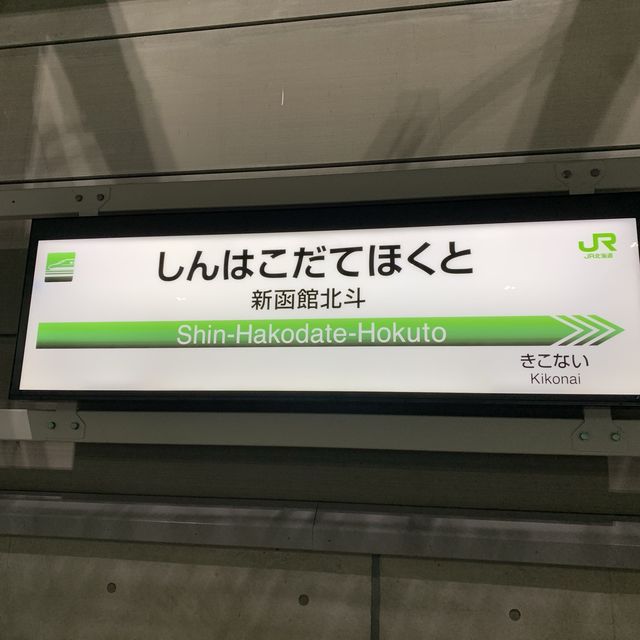 しんはこだてほくと
新函館北斗
Shin-Hakodate-Hokuto
きこない
Kikonai
JR
JR北海道